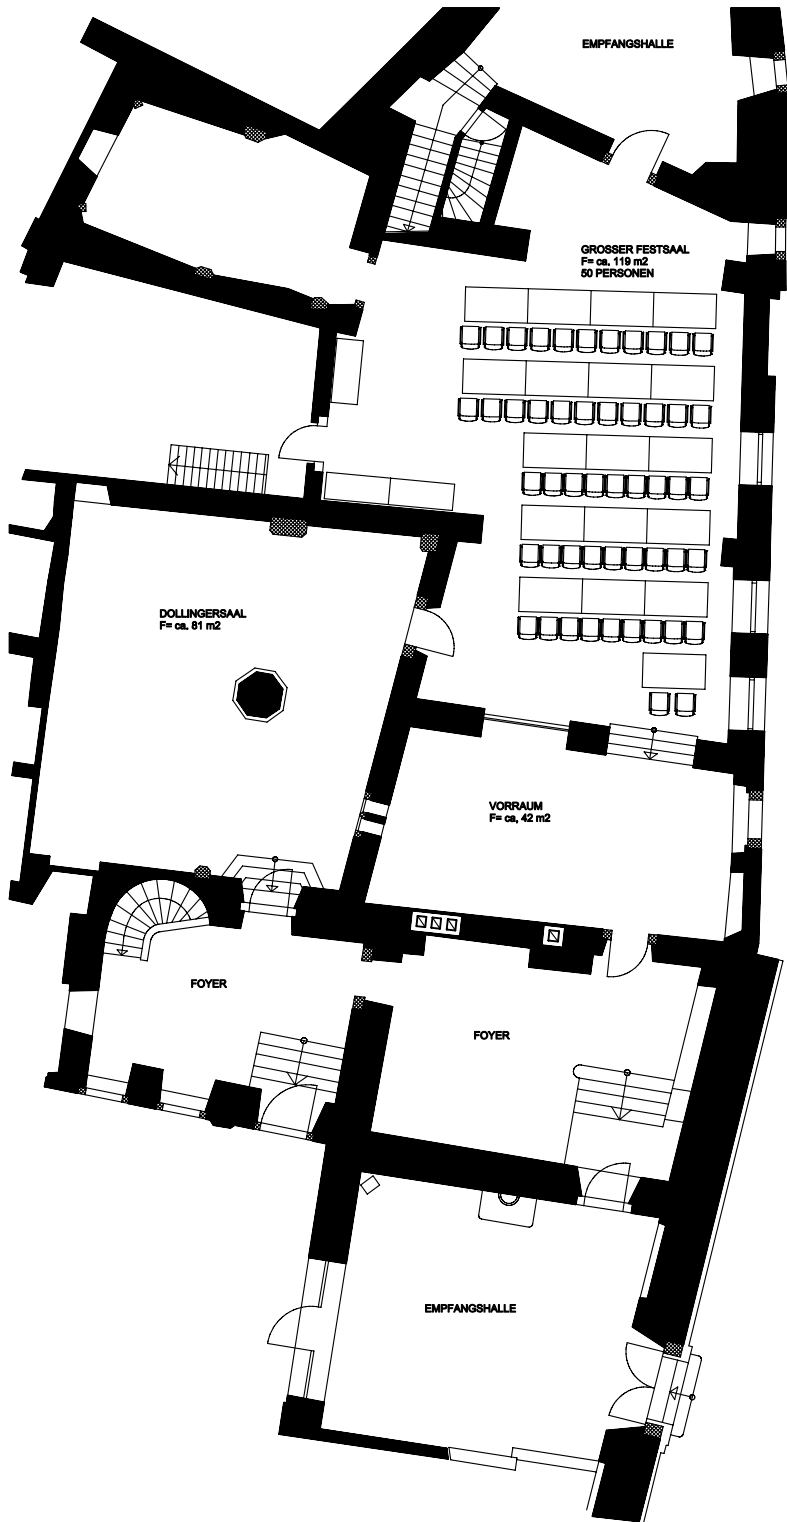 EMPFANGSHALLE
GROSSER FESTSAAL
F= ca. 119 m2
50 PERSONEN
DOLLINGERSAAL
F= ca. 81 m2
VORRAUM
F= ca. 42 m2
FOYER
FOYER
EMPFANGSHALLE